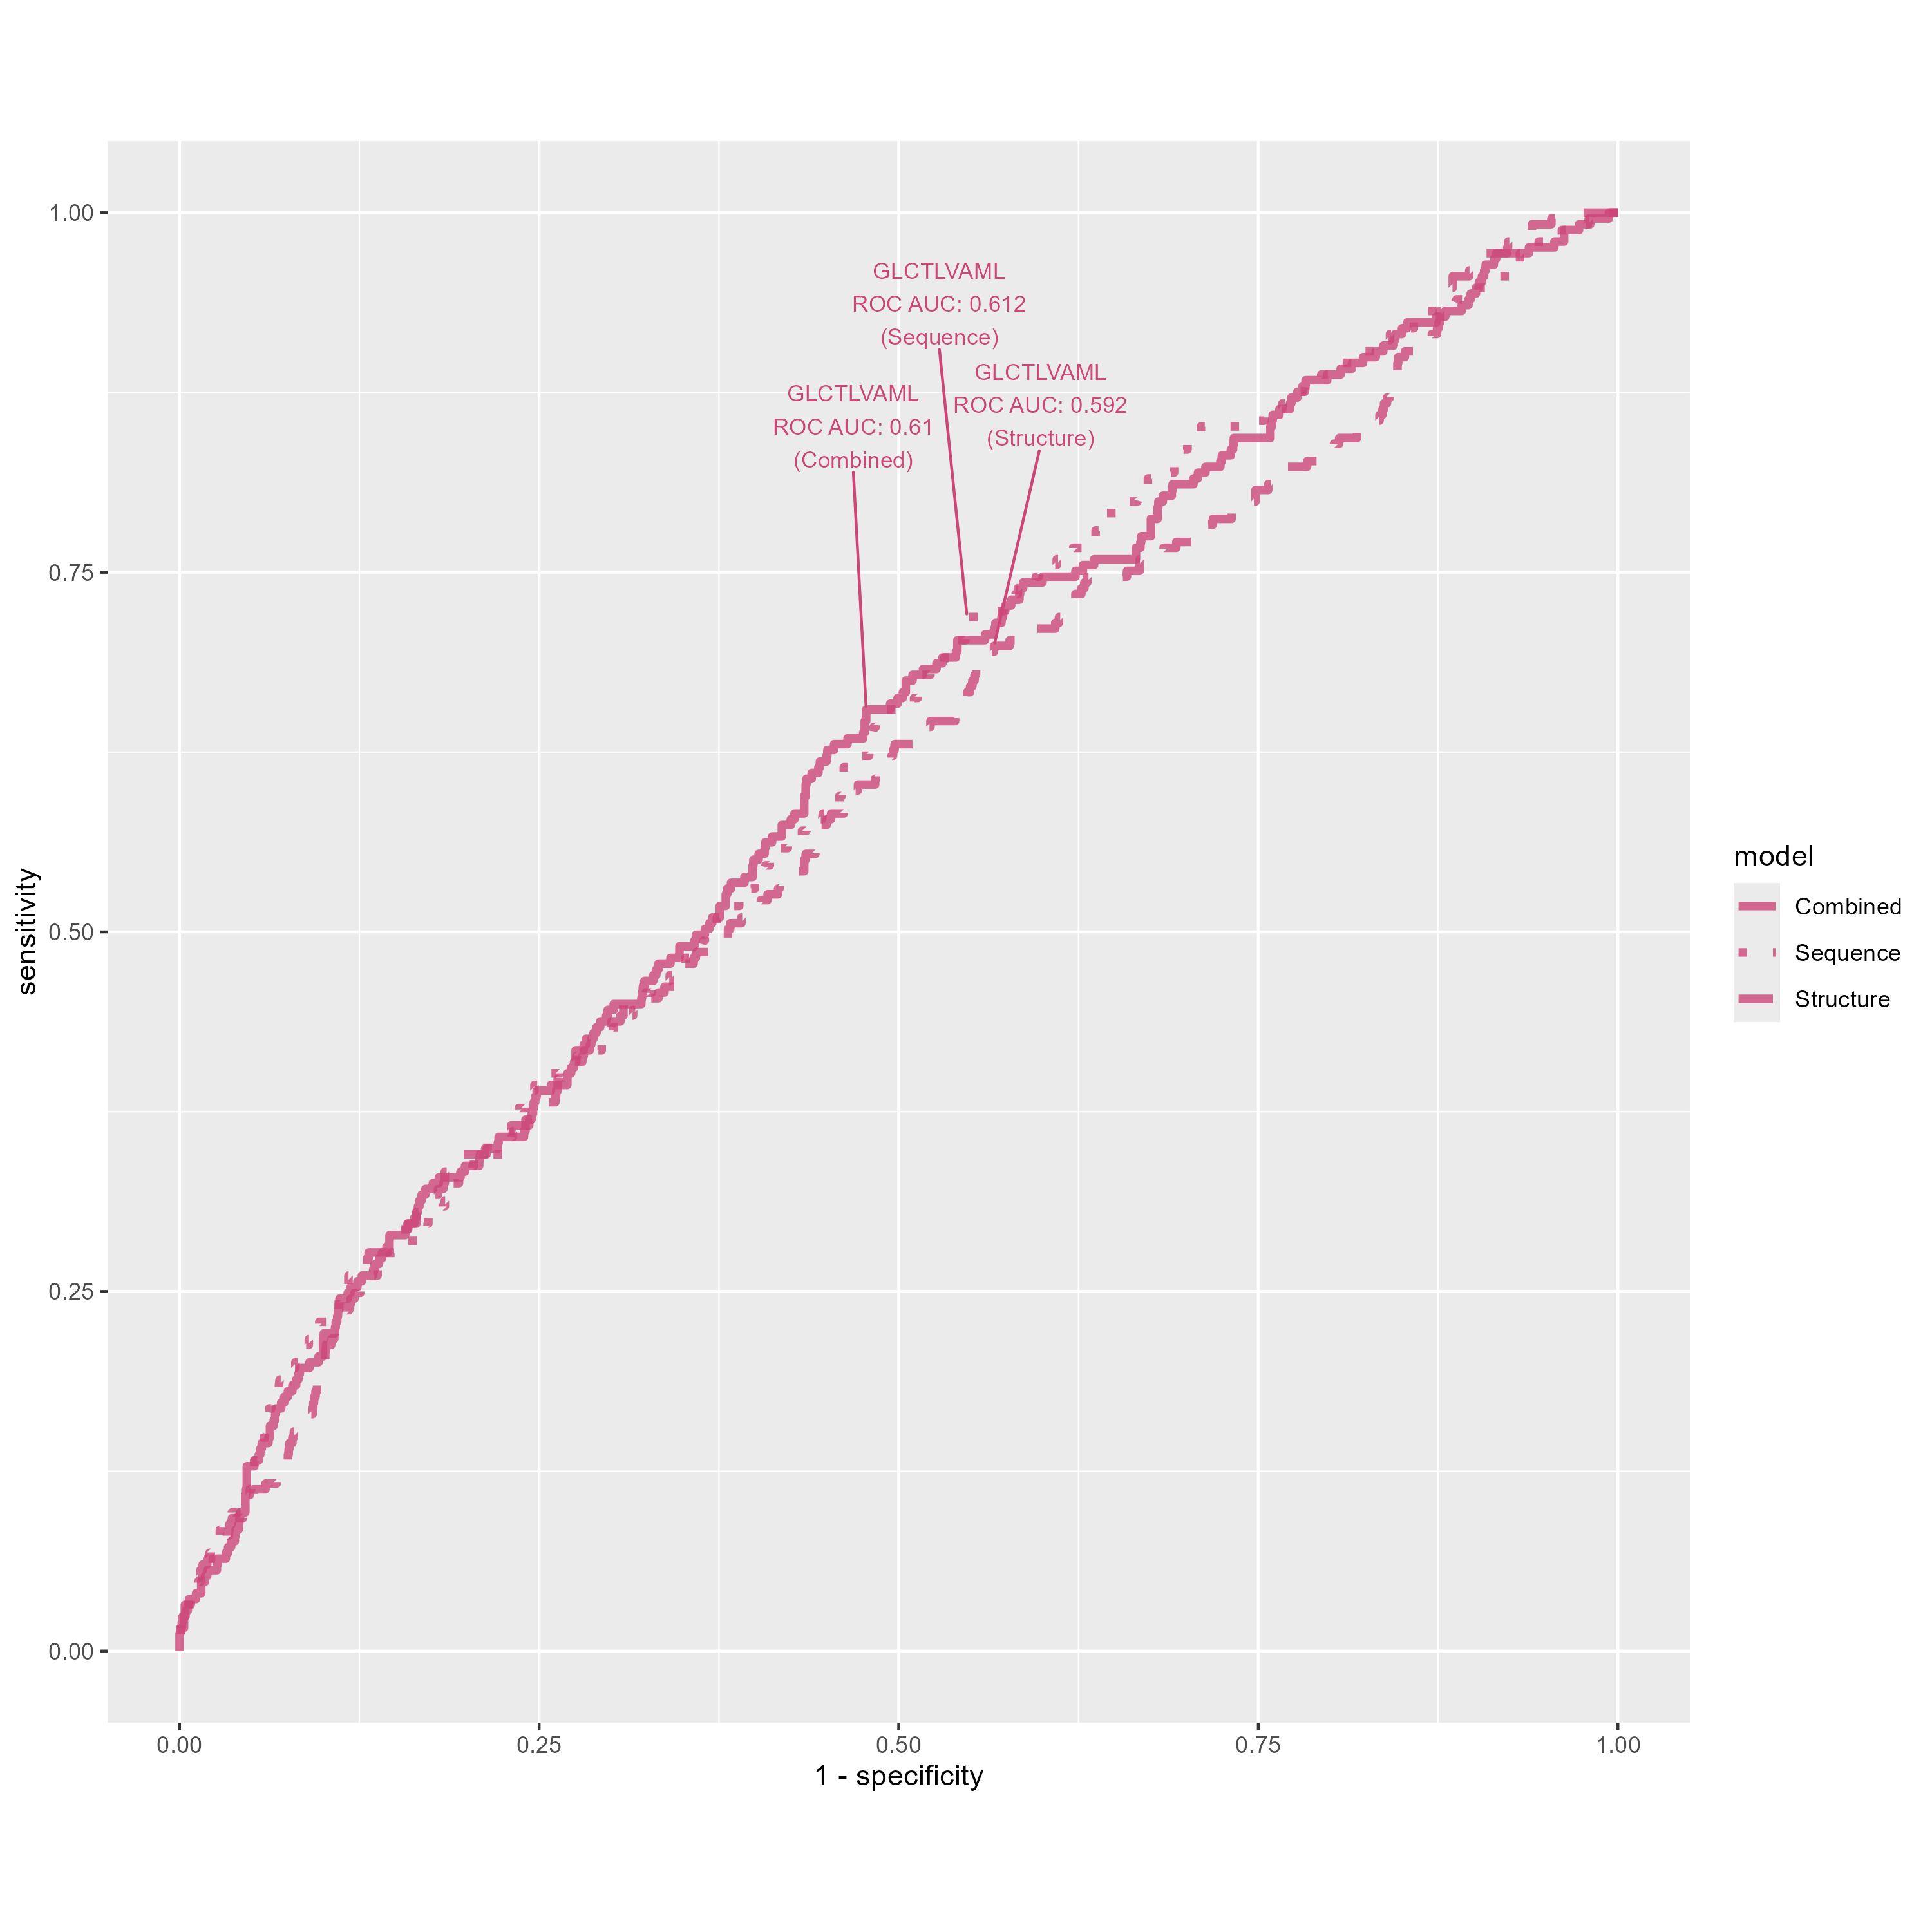 1.00
0.75
0.50
0.25
0.00
sensitivity
GLCTLVAML
ROC AUC: 0.612
(Sequence)
GLCTLVAML
ROC AUC: 0.592
(Structure)
GLCTLVAML
ROC AUC: 0.61
(Combined)
0.00
0.25
0.50
0.75
1.00
1 - specificity
model
Combined
Sequence
Structure